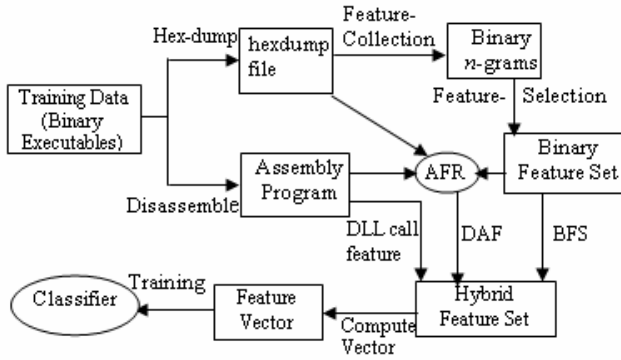 Hex-dump
hexdump
file
Feature-
Collection
Binary
n-grams
Training Data
(Binary
Executables)
Feature-
Selection
Disassemble
Assembly
Program
AFR
Binary
Feature Set
DLL call
feature
DAF
BFS
Classifier
Training
Feature
Vector
Compute
Vector
Hybrid
Feature Set